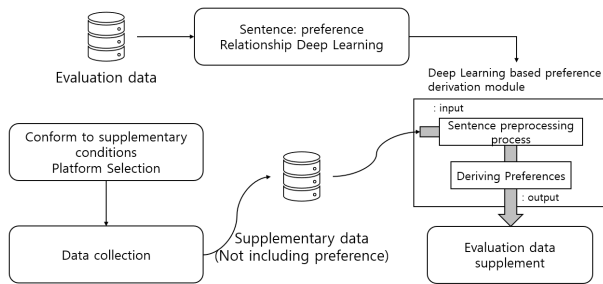 Sentence: preference
Relationship Deep Learning
Evaluation data
Deep Learning based preference
derivation module
: input
Sentence preprocessing
process
Deriving Preferences
: output
Conform to supplementary
conditions
Platform Selection
Data collection
Supplementary data
(Not including preference)
Evaluation data
supplement